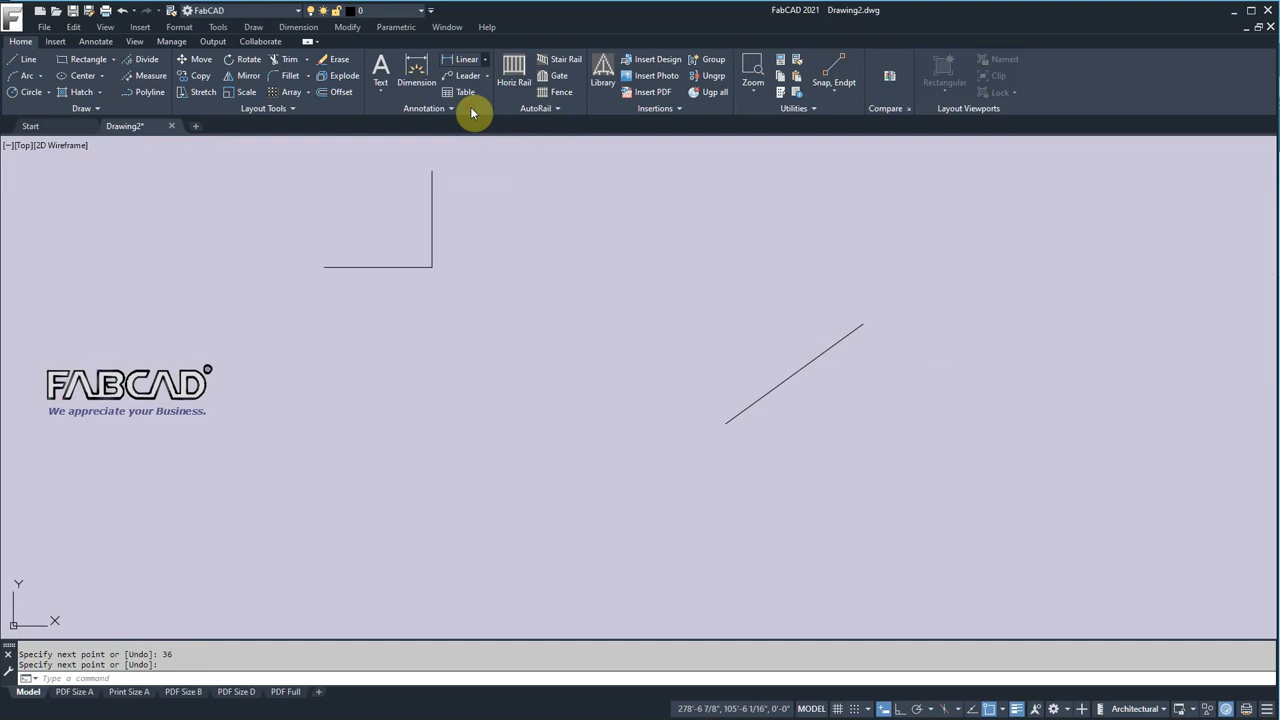 FabCAD
0
FabCAD 2021 Drawing2.dwg
File Edit View Insert Format Tools Draw Dimension Modify Parametric Window Help
Home Insert Annotate View Manage Output Collaborate
Line Rectangle Divide Move Rotate Trim Erase Linear Stair Rail Insert Design Group Named
Arc Center Measure Copy Mirror Fillet Explode Text Dimension Leader Horiz Rail Gate Library Insert Photo Ungrp Zoom Snap, Endpt Rectangular Clip
Circle Hatch Polyline Stretch Scale Array Offset Table Fence Insert PDF Ugp all Lock
Draw Layout Tools Annotation AutoRail Insertions Utilities Compare Layout Viewports
Start Drawing2*
[−][Top][2D Wireframe]
FABCAD®
We appreciate your Business.
Y
X
Specify next point or [Undo]: 36
Specify next point or [Undo]:
Type a command
Model PDF Size A Print Size A PDF Size B PDF Size D PDF Full
278'-6 7/8", 105'-6 1/16", 0'-0" MODEL Architectural